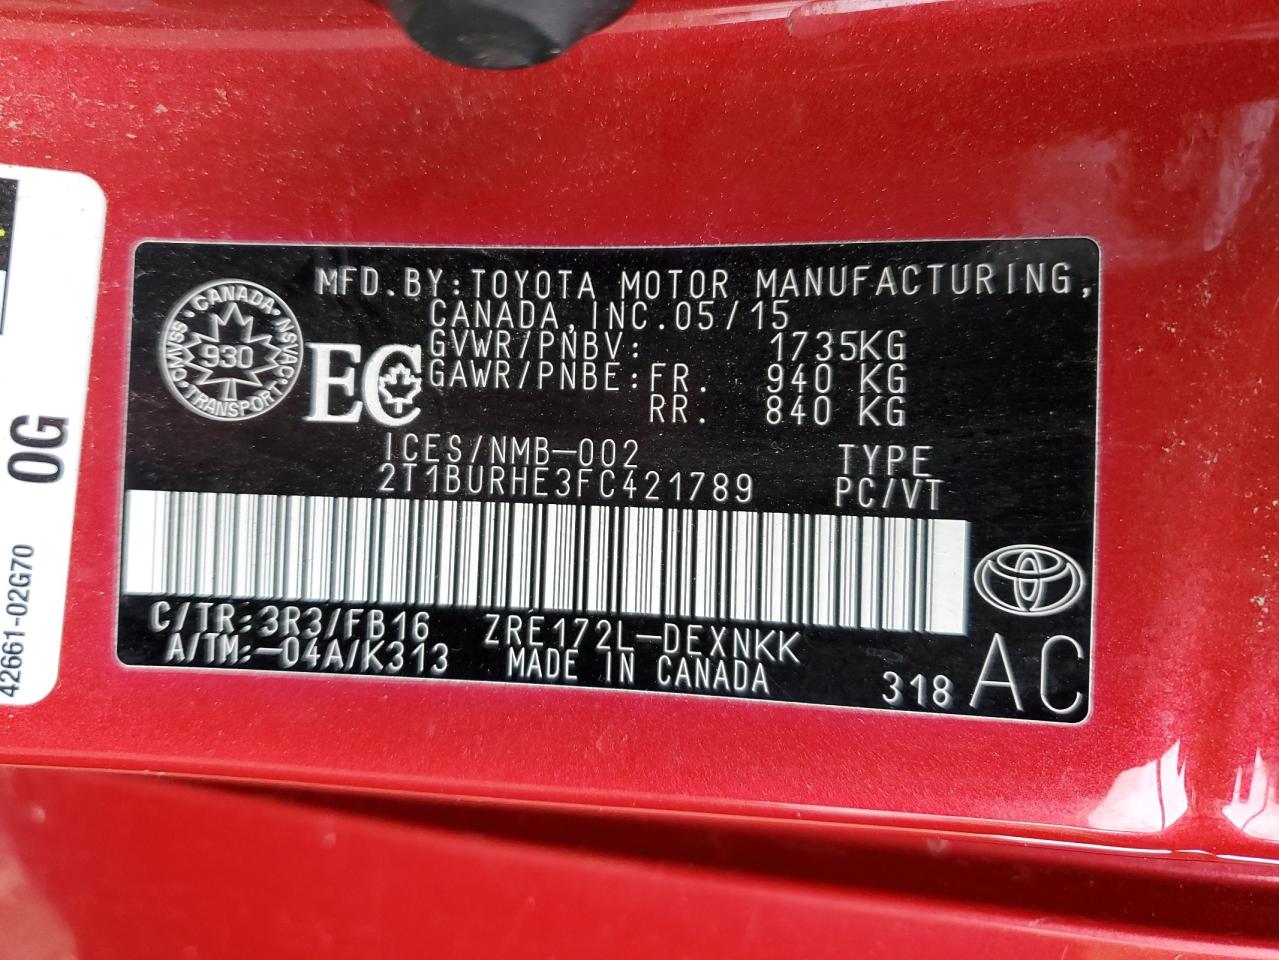 MFD.BY:TOYOTA MOTOR MANUFACTURING,
CANADA,INC.05/15
GVWR/PNBV: 1735KG
GAWR/PNBE:FR. 940 KG
RR. 840 KG
CANADA
NSVAC
TRANSPORT
CMVSS
930
EC
ICES/NMB-002
2T1BURHE3FC421789
TYPE
PC/VT
C/TR:3R3/FB16 ZRE172L-DEXNKK
A/TM:-04A/K313 MADE IN CANADA
318 AC
0G
42661-02G70